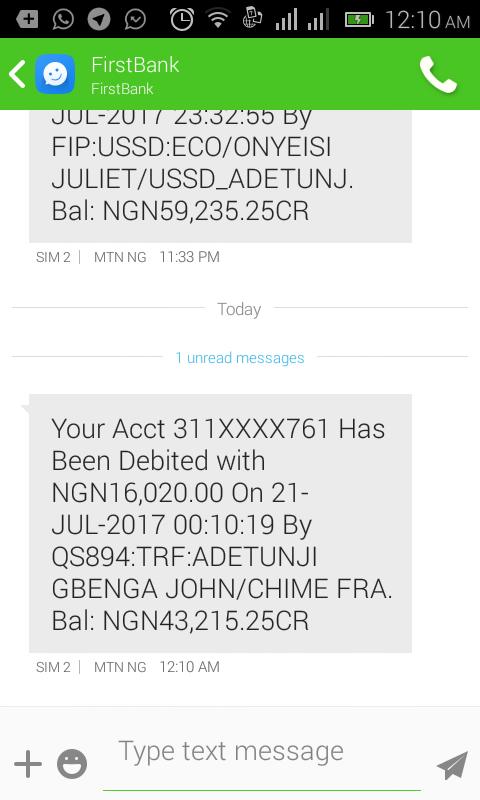 12:10 AM
FirstBank
FirstBank
JUL-2017 23:32:55 By
FIP:USSD:ECO/ONYEISI
JULIET/USSD_ADETUNJ.
Bal: NGN59,235.25CR
SIM 2 | MTN NG 11:33 PM
Today
1 unread messages
Your Acct 311XXXX761 Has
Been Debited with
NGN16,020.00 On 21-
JUL-2017 00:10:19 By
QS894:TRF:ADETUNJI
GBENGA JOHN/CHIME FRA.
Bal: NGN43,215.25CR
SIM 2 | MTN NG 12:10 AM
Type text message